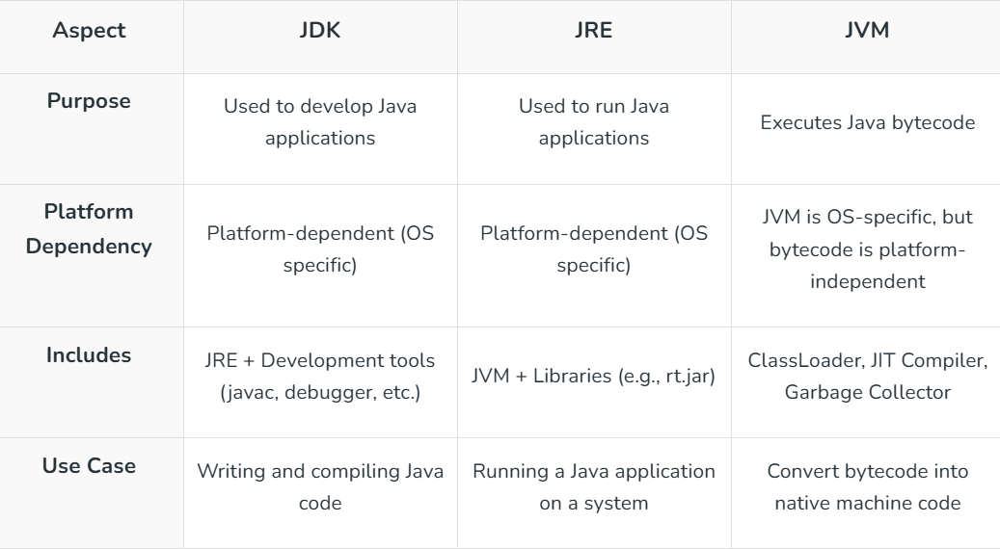 Aspect
JDK
JRE
JVM
Purpose
Used to develop Java
applications
Used to run Java
applications
Executes Java bytecode
Platform
Dependency
Platform-dependent (OS
specific)
Platform-dependent (OS
specific)
JVM is OS-specific, but
bytecode is platform-
independent
Includes
JRE + Development tools
(javac, debugger, etc.)
JVM + Libraries (e.g., rt.jar)
ClassLoader, JIT Compiler,
Garbage Collector
Use Case
Writing and compiling Java
code
Running a Java application
on a system
Convert bytecode into
native machine code